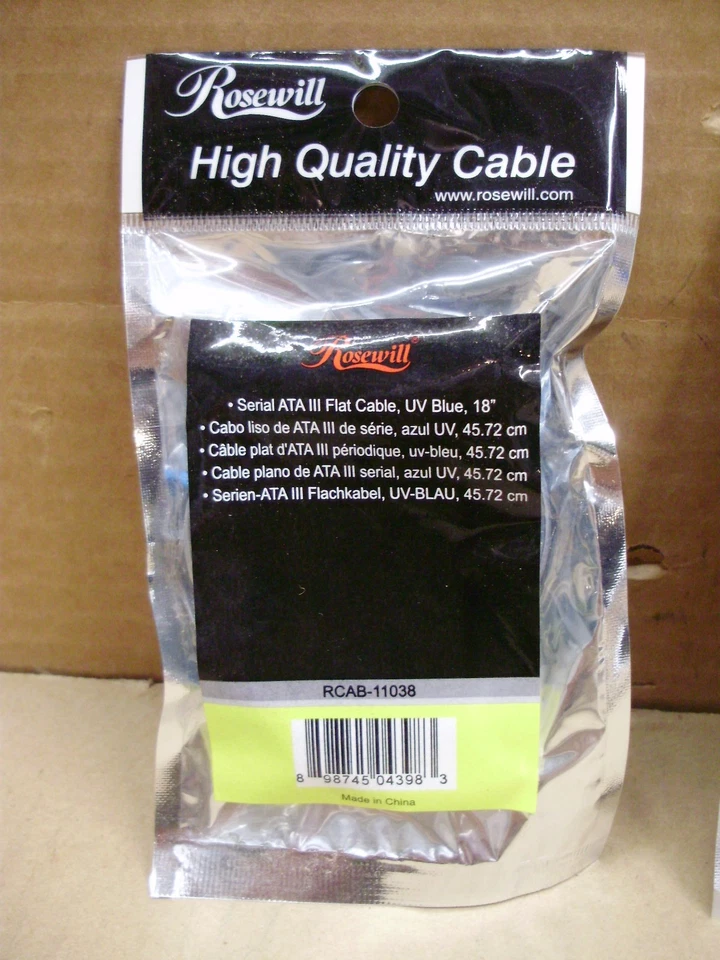 Rosewill
High Quality Cable
www.rosewill.com
Rosewill
• Serial ATA III Flat Cable, UV Blue, 18”
• Cabo liso de ATA III de série, azul UV, 45.72 cm
• Câble plat d'ATA III périodique, uv-bleu, 45.72 cm
• Cable plano de ATA III serial, azul UV, 45.72 cm
• Serien-ATA III Flachkabel, UV-BLAU, 45.72 cm
RCAB-11038
8 98745 04398 3
Made in China